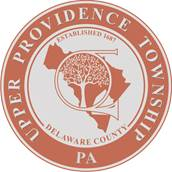 UPPER PROVIDENCE TOWNSHIP
ESTABLISHED 1687
DELAWARE COUNTY
PA